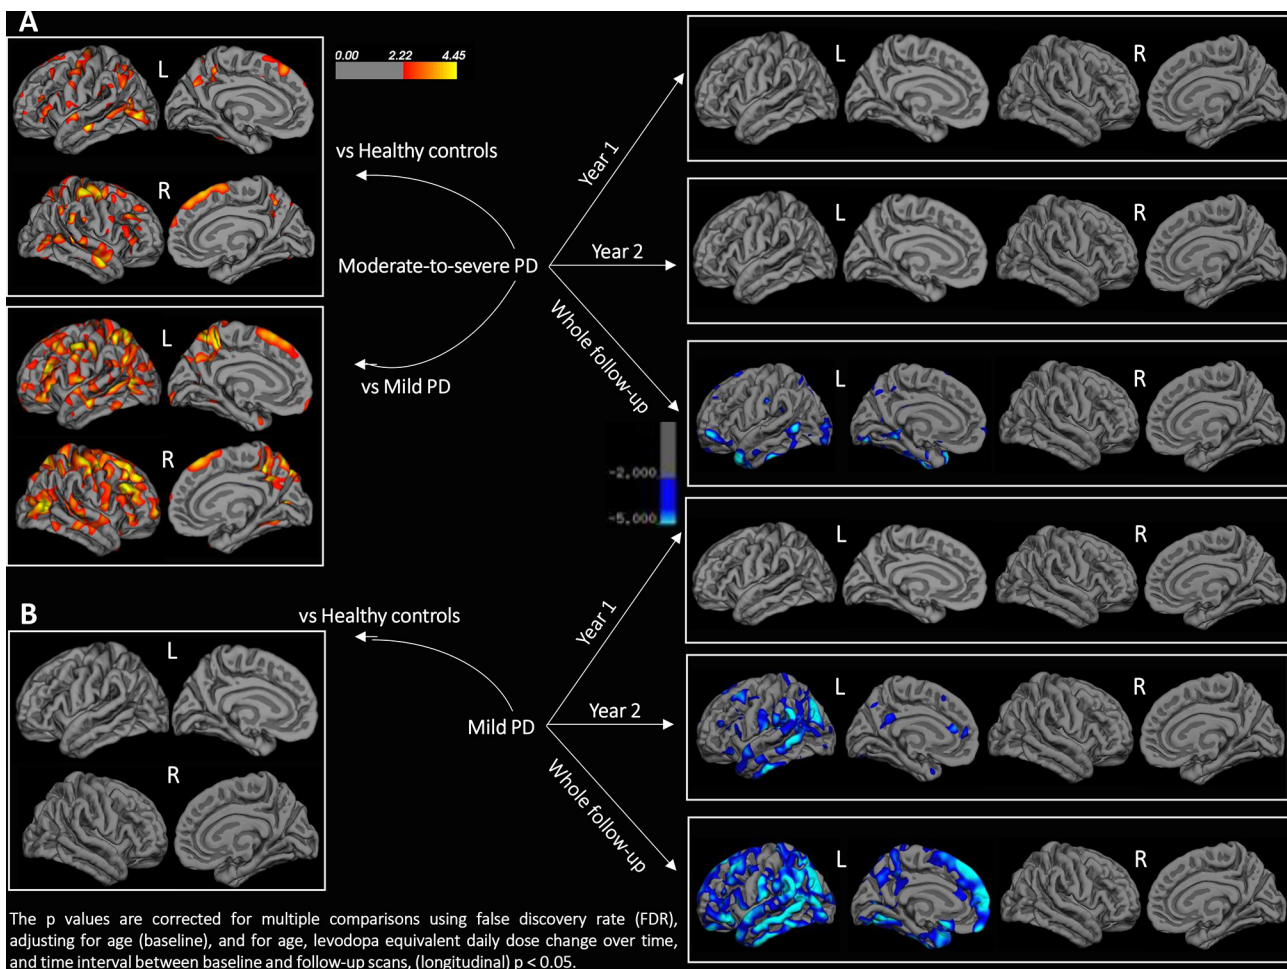 A
L
0.00 2.22 4.45
R
vs Healthy controls
Moderate-to-severe PD
vs Mild PD
L
R
Year 1
L R
Year 2
L R
Whole follow-up
L R
-2,000
-5,000
B
vs Healthy controls
L
R
Mild PD
Year 1
L R
Year 2
L R
Whole follow-up
L R
The p values are corrected for multiple comparisons using false discovery rate (FDR),
adjusting for age (baseline), and for age, levodopa equivalent daily dose change over time,
and time interval between baseline and follow-up scans, (longitudinal) p < 0.05.